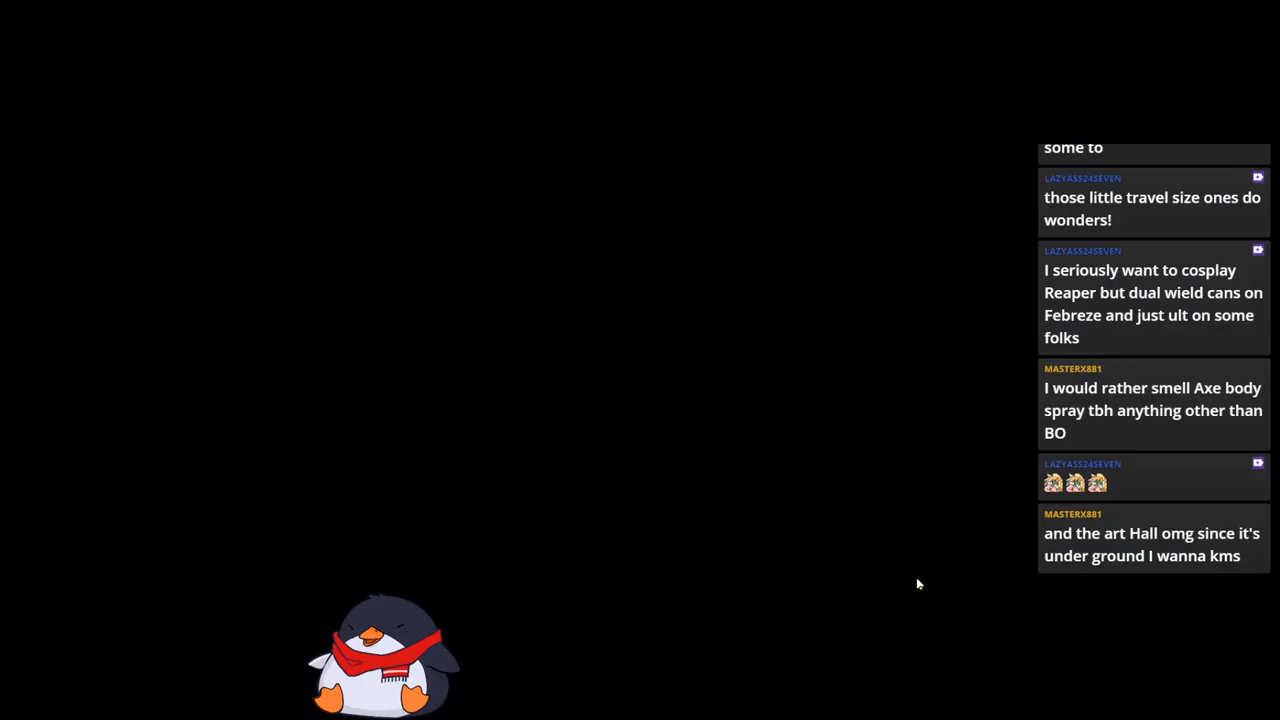 some to
LAZYASS24SEVEN
those little travel size ones do
wonders!
LAZYASS24SEVEN
I seriously want to cosplay
Reaper but dual wield cans on
Febreze and just ult on some
folks
MASTERX881
I would rather smell Axe body
spray tbh anything other than
BO
LAZYASS24SEVEN
MASTERX881
and the art Hall omg since it's
under ground I wanna kms